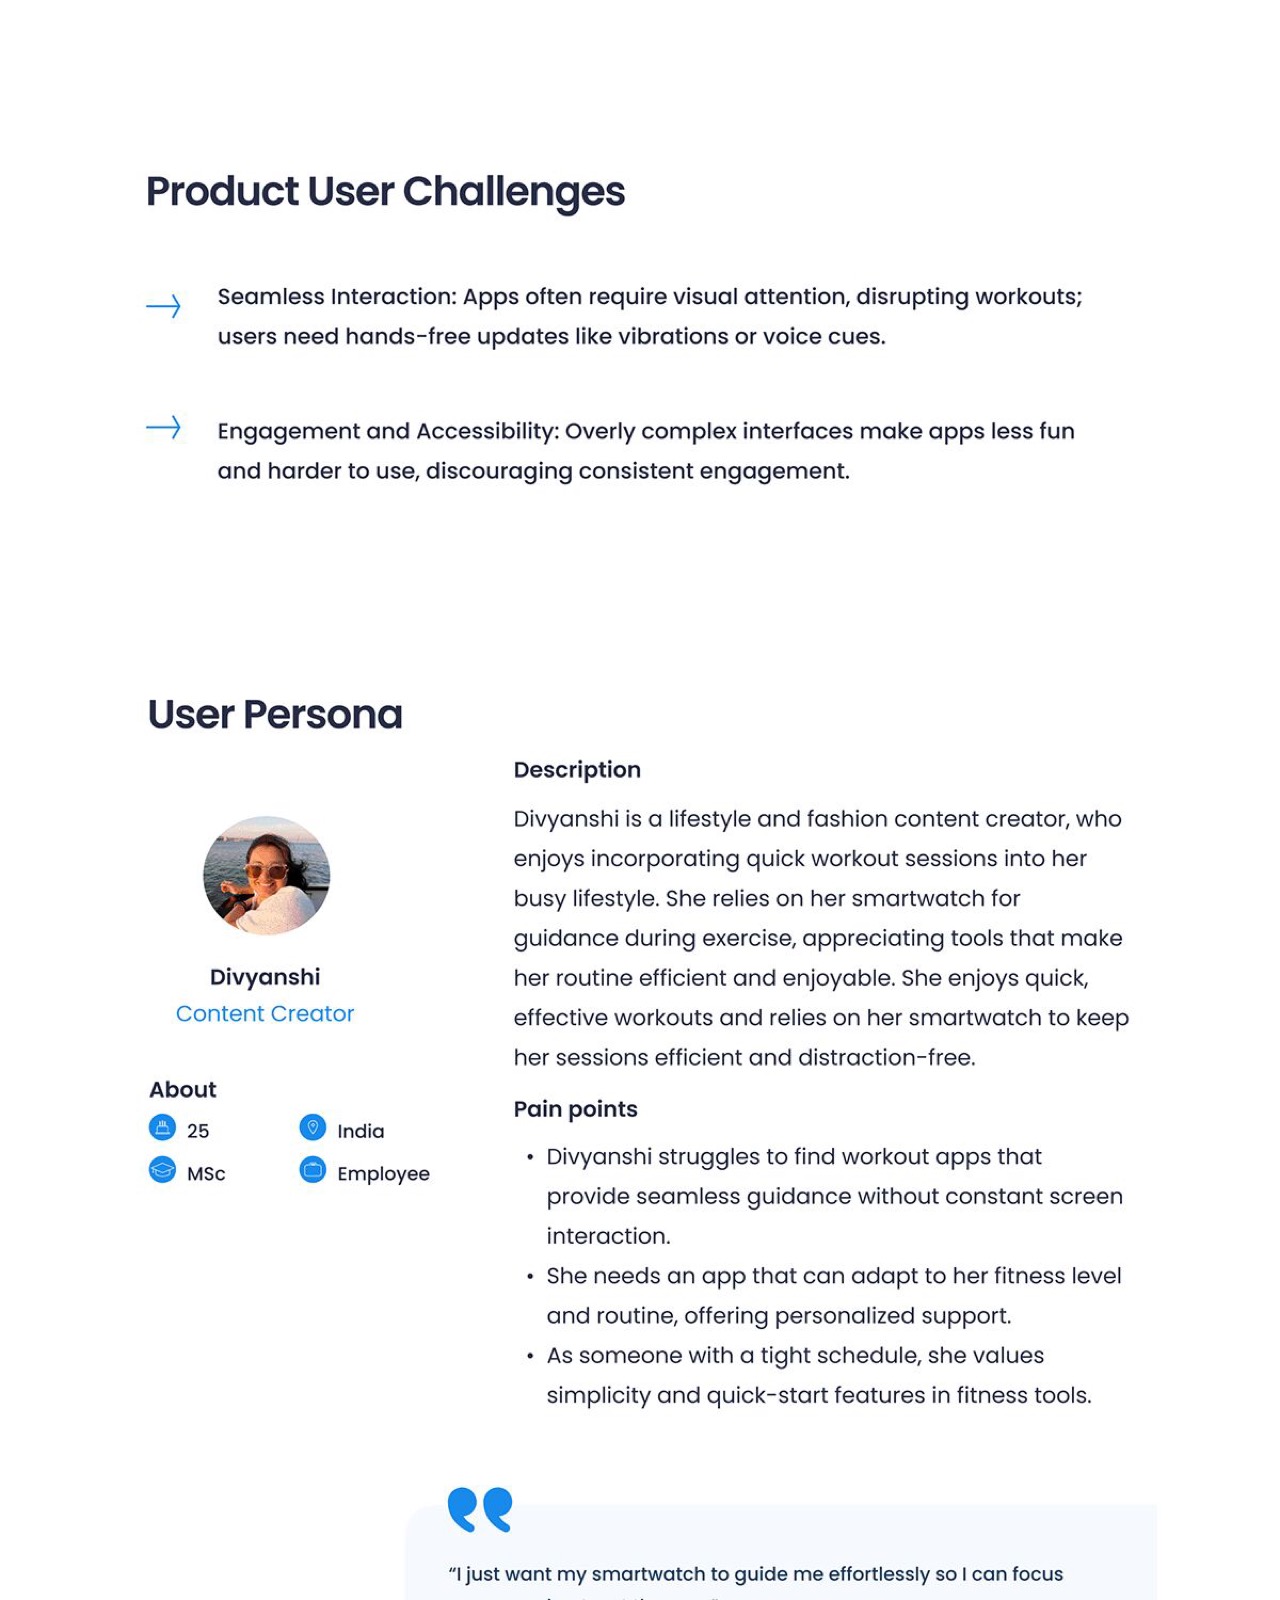 Product User Challenges
Seamless Interaction: Apps often require visual attention, disrupting workouts;
users need hands-free updates like vibrations or voice cues.
Engagement and Accessibility: Overly complex interfaces make apps less fun
and harder to use, discouraging consistent engagement.
User Persona
Divyanshi
Content Creator
About
25
India
MSc
Employee
Description
Divyanshi is a lifestyle and fashion content creator, who
enjoys incorporating quick workout sessions into her
busy lifestyle. She relies on her smartwatch for
guidance during exercise, appreciating tools that make
her routine efficient and enjoyable. She enjoys quick,
effective workouts and relies on her smartwatch to keep
her sessions efficient and distraction-free.
Pain points
• Divyanshi struggles to find workout apps that
provide seamless guidance without constant screen
interaction.
• She needs an app that can adapt to her fitness level
and routine, offering personalized support.
• As someone with a tight schedule, she values
simplicity and quick-start features in fitness tools.
“I just want my smartwatch to guide me effortlessly so I can focus